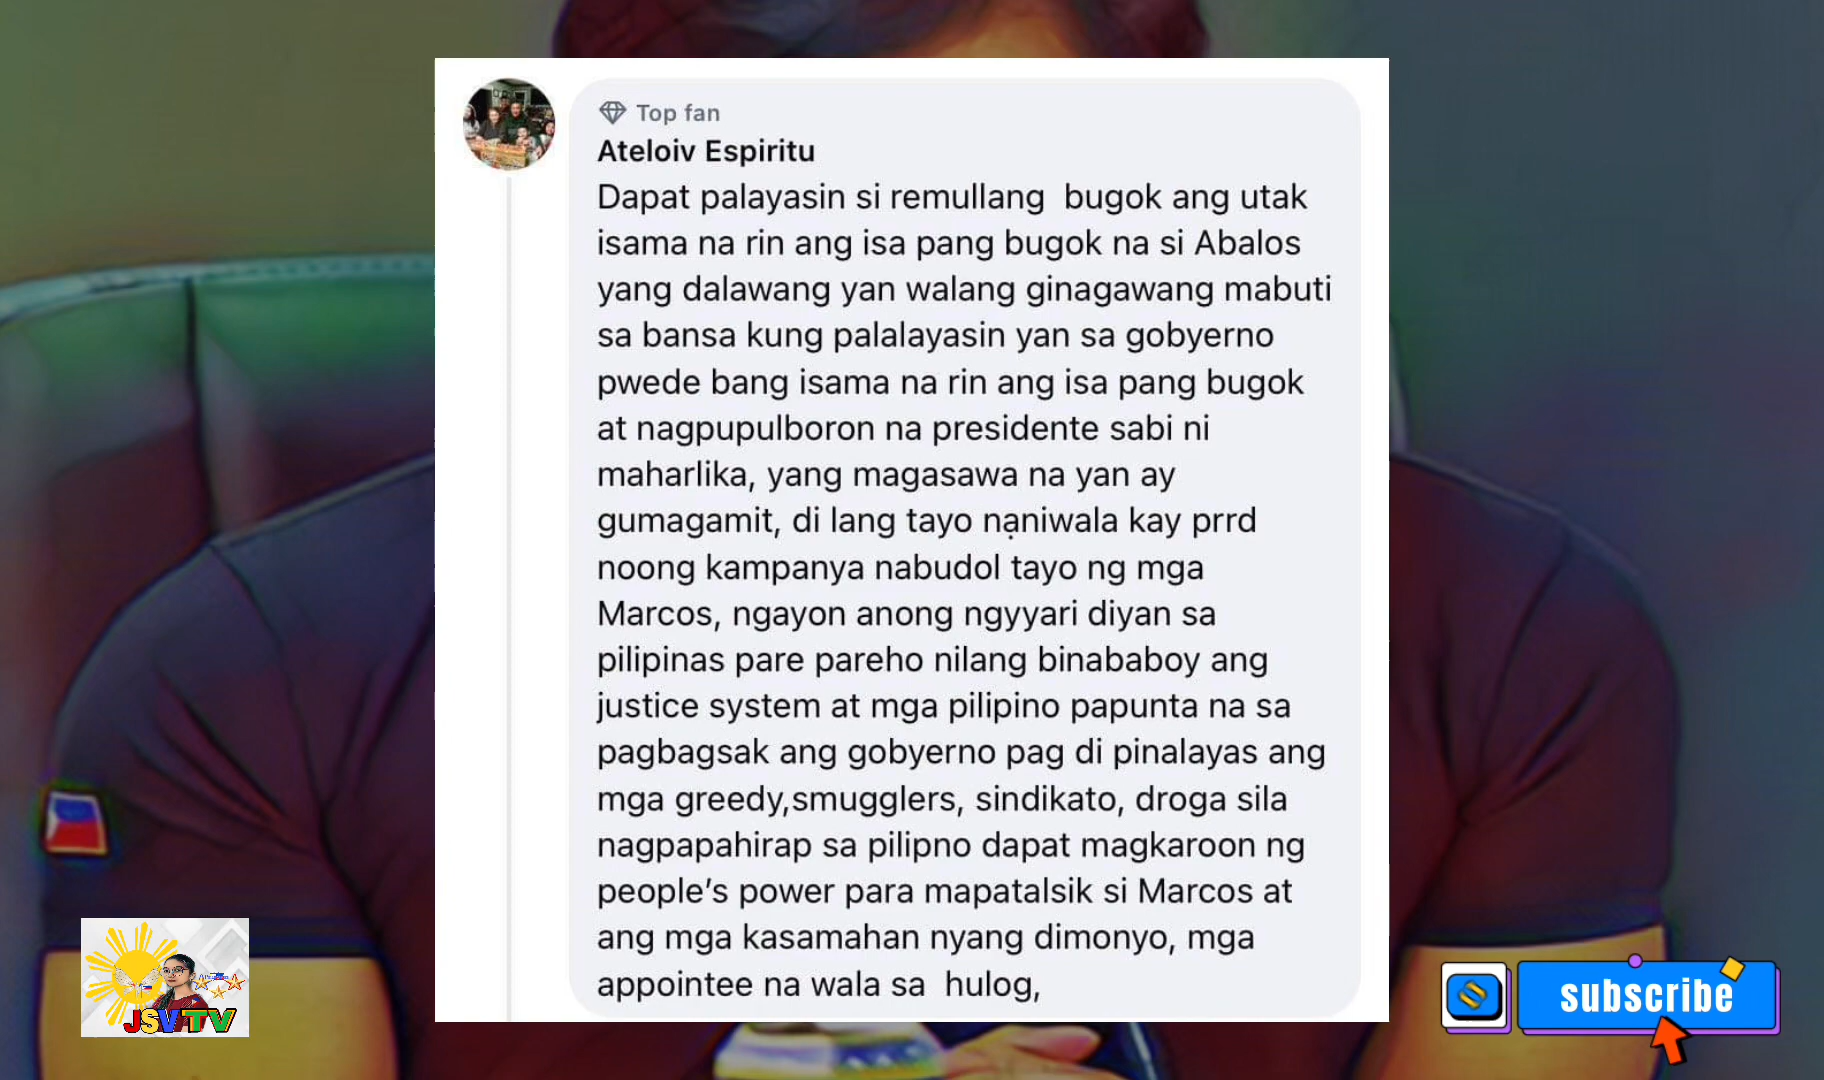 Top fan
Ateloiv Espiritu
Dapat palayasin si remullang bugok ang utak
isama na rin ang isa pang bugok na si Abalos
yang dalawang yan walang ginagawang mabuti
sa bansa kung palalayasin yan sa gobyerno
pwede bang isama na rin ang isa pang bugok
at nagpupulboron na presidente sabi ni
maharlika, yang magasawa na yan ay
gumagamit, di lang tayo nạniwala kay prrd
noong kampanya nabudol tayo ng mga
Marcos, ngayon anong ngyyari diyan sa
pilipinas pare pareho nilang binababoy ang
justice system at mga pilipino papunta na sa
pagbagsak ang gobyerno pag di pinalayas ang
mga greedy,smugglers, sindikato, droga sila
nagpapahirap sa pilipno dapat magkaroon ng
people’s power para mapatalsik si Marcos at
ang mga kasamahan nyang dimonyo, mga
appointee na wala sa hulog,
JSV TV
subscribe